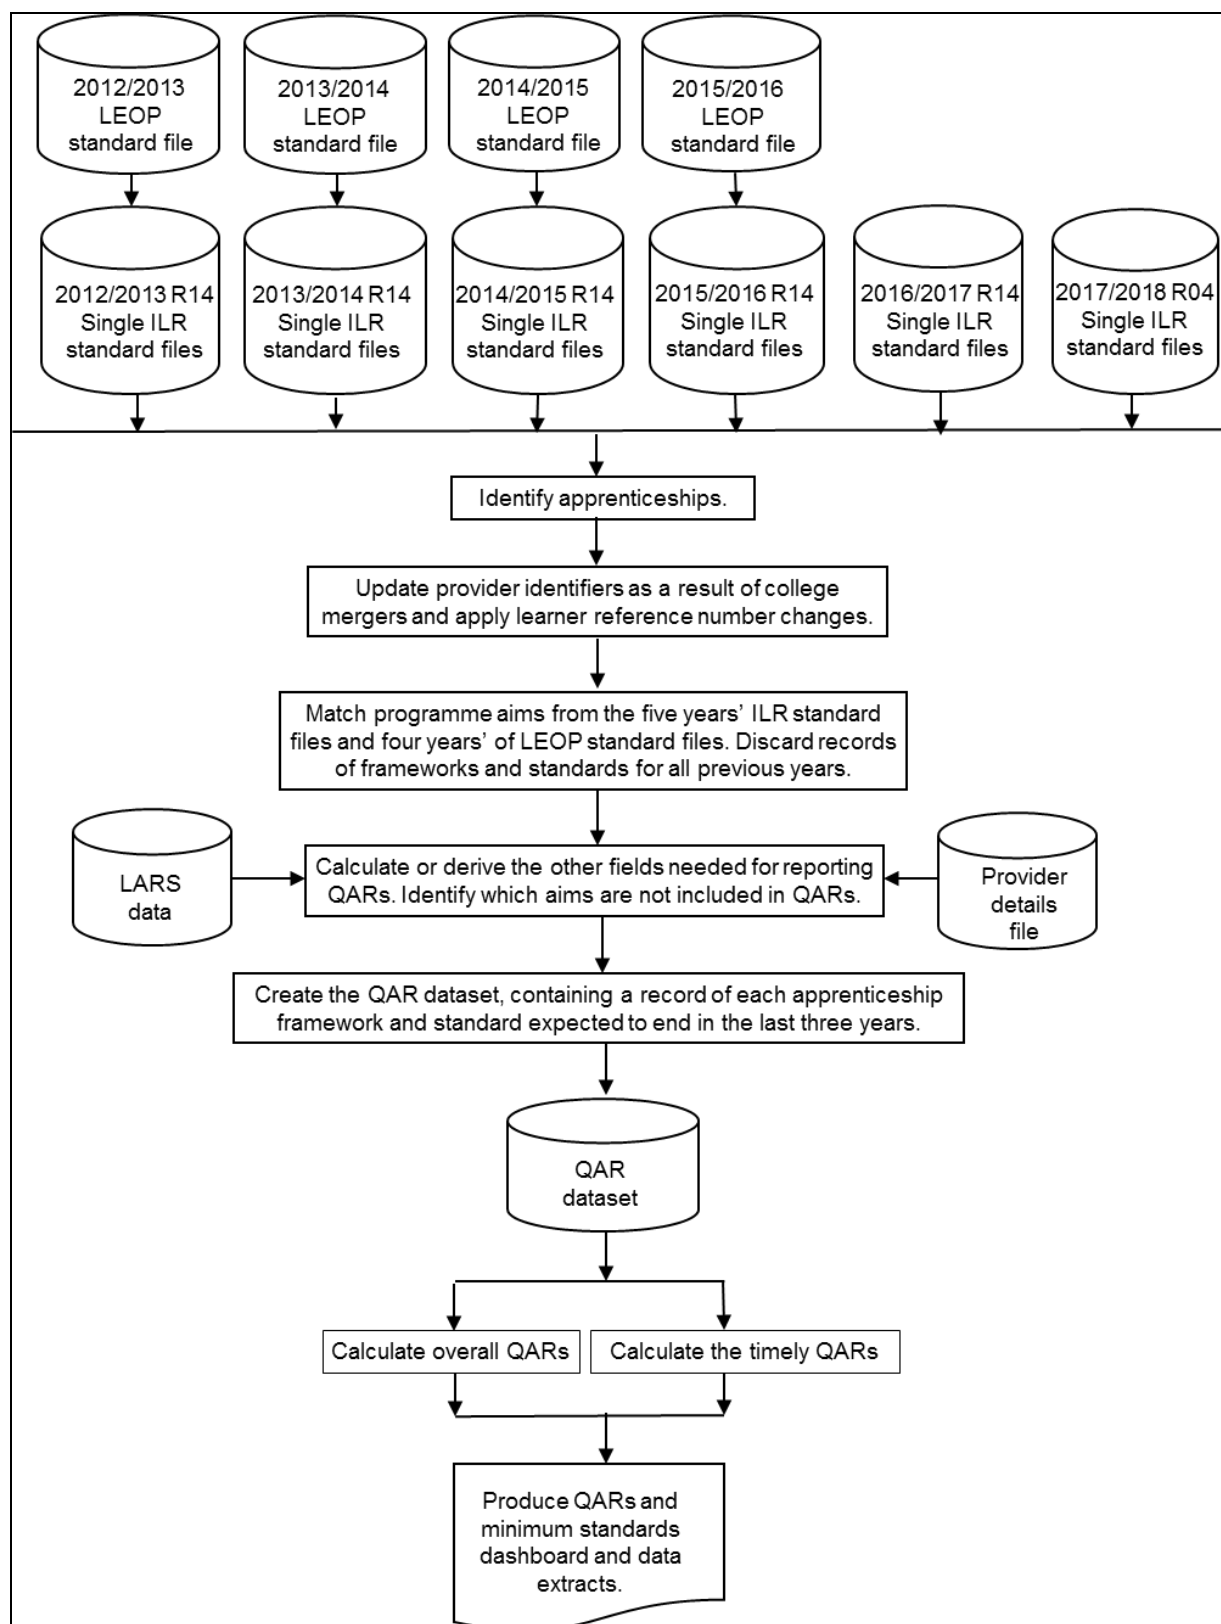 2012/2013
LEOP
standard file
2013/2014
LEOP
standard file
2014/2015
LEOP
standard file
2015/2016
LEOP
standard file
2012/2013 R14
Single ILR
standard files
2013/2014 R14
Single ILR
standard files
2014/2015 R14
Single ILR
standard files
2015/2016 R14
Single ILR
standard files
2016/2017 R14
Single ILR
standard files
2017/2018 R04
Single ILR
standard files
Identify apprenticeships.
Update provider identifiers as a result of college
mergers and apply learner reference number changes.
Match programme aims from the five years’ ILR standard
files and four years’ of LEOP standard files. Discard records
of frameworks and standards for all previous years.
LARS
data
Calculate or derive the other fields needed for reporting
QARs. Identify which aims are not included in QARs.
Provider
details
file
Create the QAR dataset, containing a record of each apprenticeship
framework and standard expected to end in the last three years.
QAR
dataset
Calculate overall QARs
Calculate the timely QARs
Produce QARs and
minimum standards
dashboard and data
extracts.